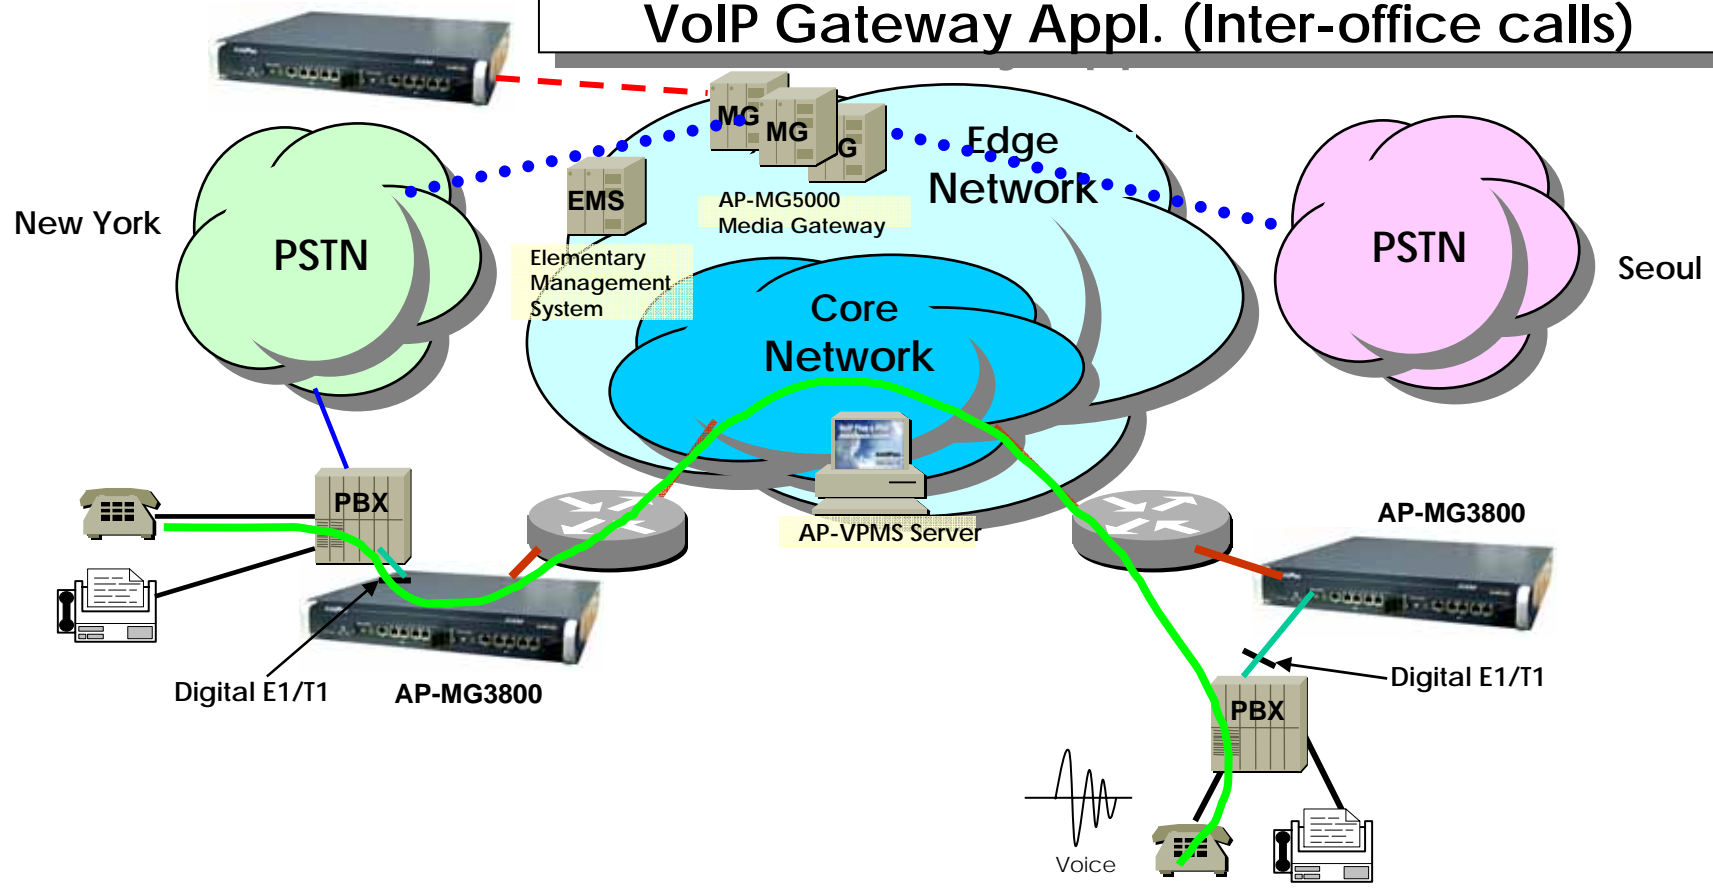 VoIP Gateway Appl. (Inter-office calls)
MG
MG
G
Edge
Network
EMS
AP-MG5000
Media Gateway
New York
PSTN
PSTN
Seoul
Elementary
Management
System
Core
Network
PBX
AP-VPMS Server
AP-MG3800
Digital E1/T1
AP-MG3800
Digital E1/T1
PBX
Voice